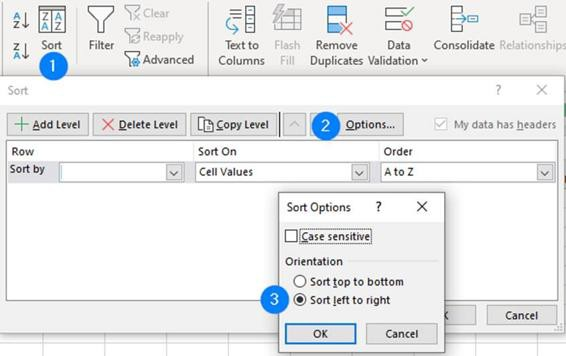 Sort
Filter
Clear
Reapply
Advanced
Text to
Columns
Flash
Fill
Remove
Duplicates
Data
Validation
Consolidate
Relationships
1
Sort
?
Add Level
Delete Level
Copy Level
2
Options...
My data has headers
Row
Sort On
Order
Sort by
Cell Values
A to Z
Sort Options
?
Case sensitive
Orientation
Sort top to bottom
3
Sort left to right
OK
Cancel
Cancel